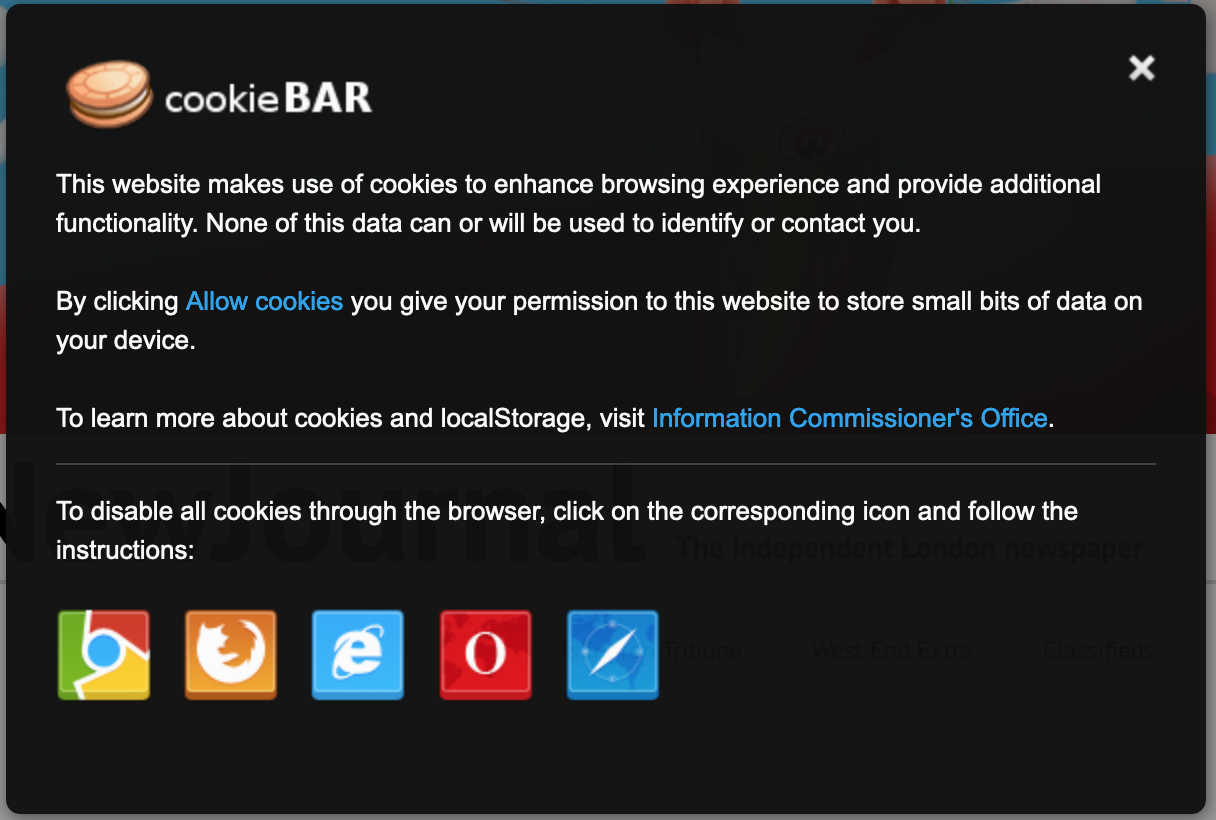 cookieBAR
This website makes use of cookies to enhance browsing experience and provide additional
functionality. None of this data can or will be used to identify or contact you.
By clicking Allow cookies you give your permission to this website to store small bits of data on
your device.
To learn more about cookies and localStorage, visit Information Commissioner's Office.
To disable all cookies through the browser, click on the corresponding icon and follow the
instructions:
NewJournal
The independent London newspaper
Tribune West End Extra Classifieds